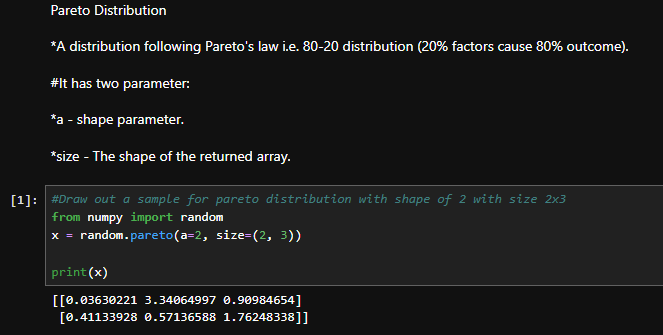 Pareto Distribution
*A distribution following Pareto's law i.e. 80-20 distribution (20% factors cause 80% outcome).
#It has two parameter:
*a - shape parameter.
*size - The shape of the returned array.
[1]: #Draw out a sample for pareto distribution with shape of 2 with size 2x3
from numpy import random
x = random.pareto(a=2, size=(2, 3))
print(x)
[[0.03630221 3.34064997 0.90984654]
[0.41133928 0.57136588 1.76248338]]